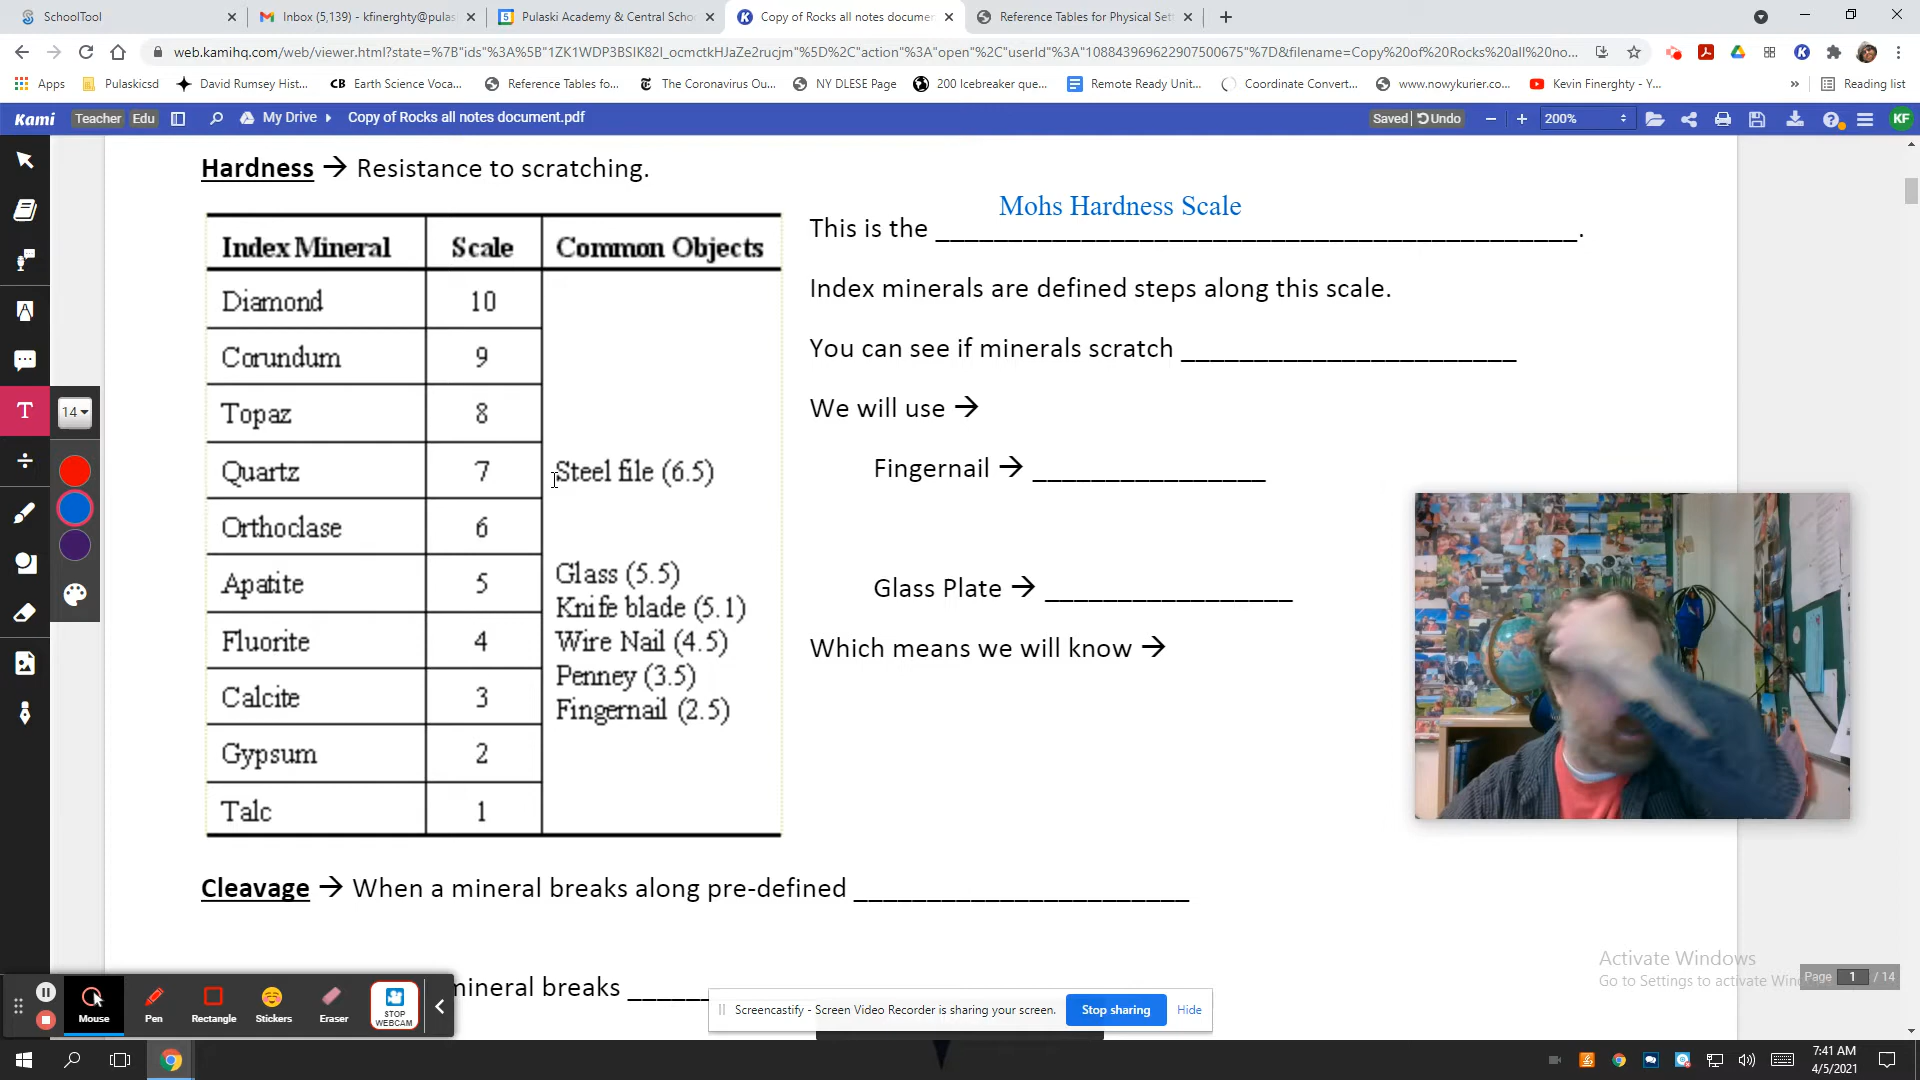 SchoolTool
Inbox (5,139) - kfinerghty@pulas
Pulaski Academy & Central Scho
Copy of Rocks all notes documen
Reference Tables for Physical Set
web.kamihq.com/web/viewer.html?state=%7B"ids"%3A%5B"1ZK1WDP3BSIK82I_ocmctkHJaZe2rucjm"%5D%2C"action"%3A"open"%2C"userId"%3A"108843969622907500675"%7D&filename=Copy%20of%20Rocks%20all%20no...
Apps
Pulaskicsd
David Rumsey Hist...
Earth Science Voca...
Reference Tables fo...
The Coronavirus Ou...
NY DLESE Page
200 Icebreaker que...
Remote Ready Unit...
Coordinate Convert...
www.nowykurier.co...
Kevin Finerghty - Y...
»
Reading list
Kami Teacher Edu
My Drive
Copy of Rocks all notes document.pdf
Saved Undo
200%
KF
Hardness → Resistance to scratching.
Index Mineral Scale Common Objects
Diamond 10
Corundum 9
Topaz 8
Quartz 7 Steel file (6.5)
Orthoclase 6
Apatite 5 Glass (5.5)
Knife blade (5.1)
Fluorite 4 Wire Nail (4.5)
Calcite 3 Penney (3.5)
Fingernail (2.5)
Gypsum 2
Talc 1
Mohs Hardness Scale
This is the ____________________.
Index minerals are defined steps along this scale.
You can see if minerals scratch ____________________
We will use →
Fingernail → ________________
Glass Plate → ________________
Which means we will know →
Cleavage → When a mineral breaks along pre-defined ____________________
mineral breaks ______
14
Activate Windows
Go to Settings to activate Win
Page 1 / 14
Mouse
Pen
Rectangle
Stickers
Eraser
STOP
WEBCAM
Screencastify - Screen Video Recorder is sharing your screen.
Stop sharing
Hide
7:41 AM
4/5/2021